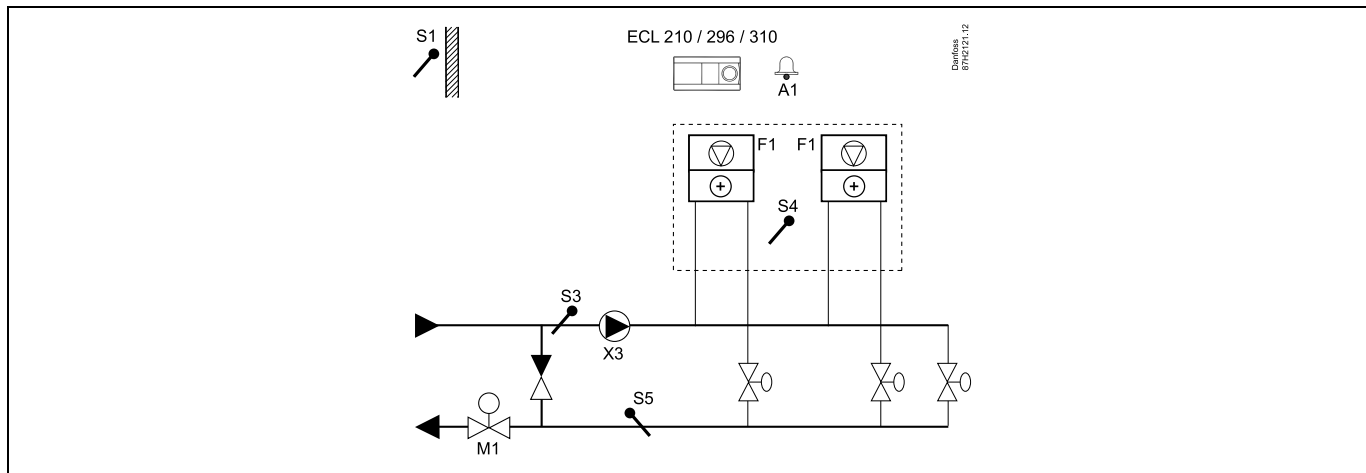 S1
ECL 210 / 296 / 310
Danfoss
87H2121.12
A1
F1
F1
S4
S3
X3
S5
M1